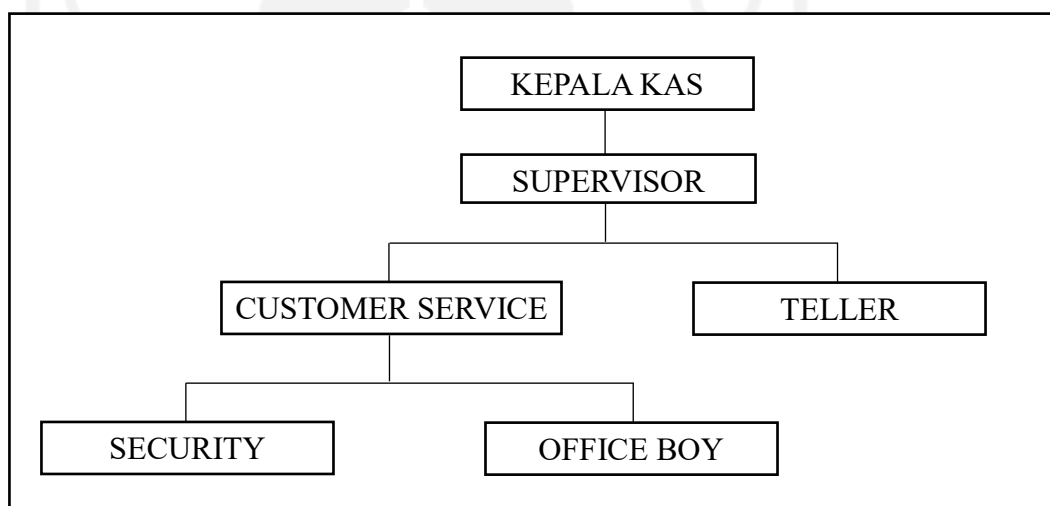 KEPALA KAS
SUPERVISOR
CUSTOMER SERVICE
TELLER
SECURITY
OFFICE BOY